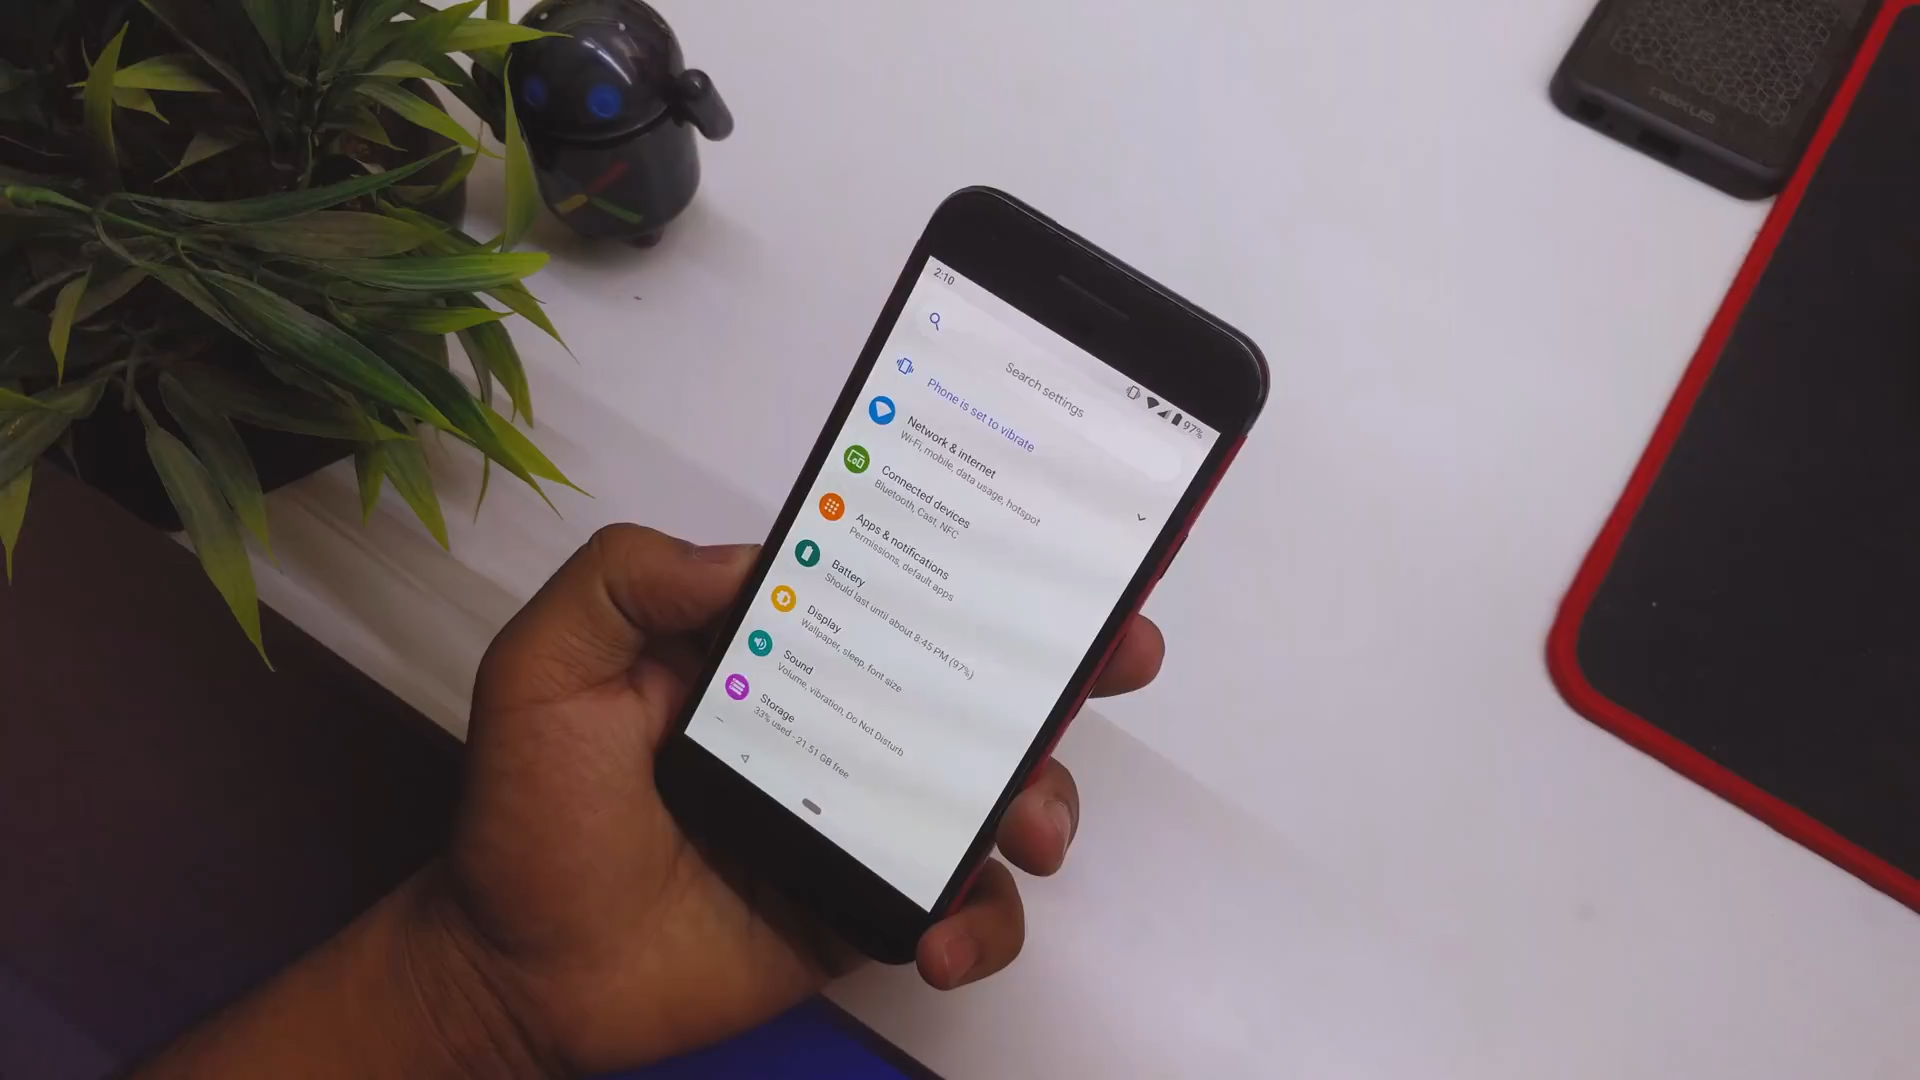 2:10
97%
Search settings
Phone is set to vibrate
Network & internet
Wi-Fi, mobile, data usage, hotspot
Connected devices
Bluetooth, Cast, NFC
Apps & notifications
Permissions, default apps
Battery
Should last until about 8:45 PM (97%)
Display
Wallpaper, sleep, font size
Sound
Volume, vibration, Do Not Disturb
Storage
33% used - 21.51 GB free
nexus